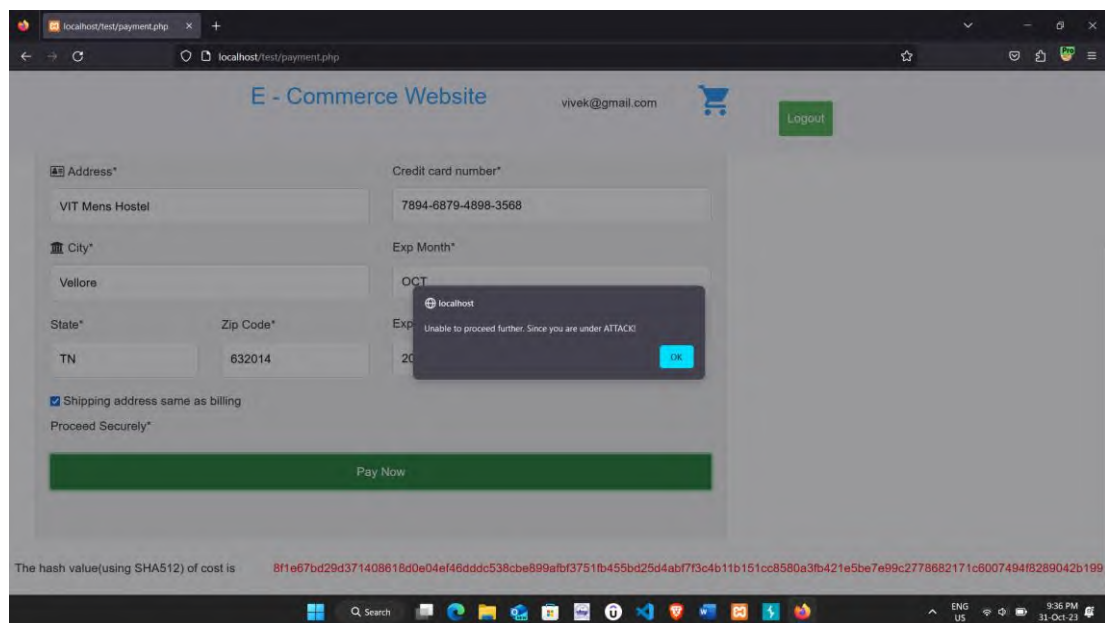 localhost/test/payment.php
localhost/test/payment.php
Pro
E - Commerce Website
vivek@gmail.com
Logout
Address*
Credit card number*
VIT Mens Hostel
7894-6879-4898-3568
City*
Exp Month*
Vellore
OCT
localhost
Unable to proceed further. Since you are under ATTACK!
OK
State*
Zip Code*
Exp
TN
632014
20
Shipping address same as billing
Proceed Securely*
Pay Now
The hash value(using SHA512) of cost is 8f1e67bd29d371408618d0e04ef46dddc538cbe899afbf3751fb455bd25d4abf7f3c4b11b151cc8580a3fb421e5be7e99c2778682171c6007494f8289042b199
Search
ENG
US
9:36 PM
31-Oct-23